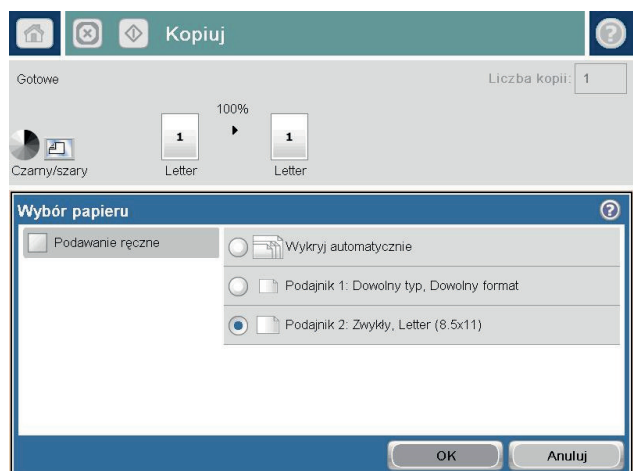 Kopiuj
Gotowe
Liczba kopii: 1
100%
1
1
Czarny/szary
Letter
Letter
Wybór papieru
Podawanie ręczne
Wykryj automatycznie
Podajnik 1: Dowolny typ, Dowolny format
Podajnik 2: Zwykły, Letter (8.5x11)
OK
Anuluj